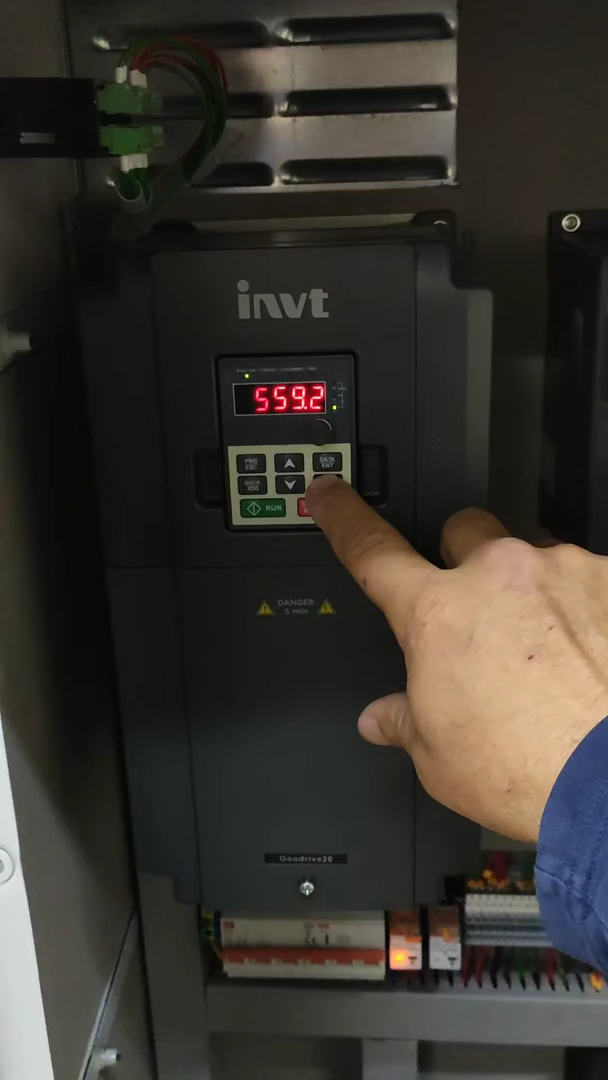 invt
559.2
PRG
ESC
DATA
ENT
QUICK
JOG
RUN
DANGER
5 min
Goodrive20